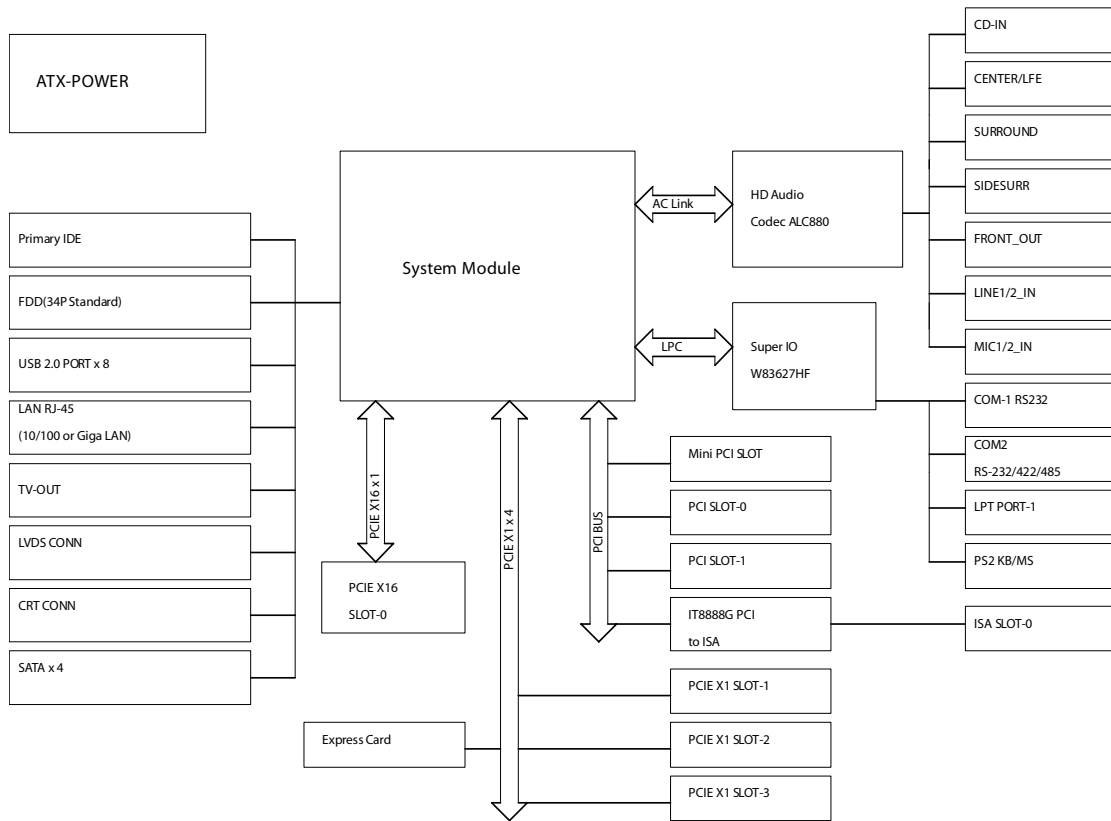 ATX-POWER
Primary IDE
FDD(34P Standard)
USB 2.0 PORT x 8
LAN RJ-45
(10/100 or Giga LAN)
TV-OUT
LVDS CONN
CRT CONN
SATA x 4
System Module
AC Link
HD Audio
Codec ALC880
LPC
Super IO
W83627HF
CD-IN
CENTER/LFE
SURROUND
SIDESURR
FRONT_OUT
LINE1/2_IN
MIC1/2_IN
COM-1 RS232
COM2
RS-232/422/485
LPT PORT-1
PS2 KB/MS
PCIE X16 x 1
PCIE X16
SLOT-0
PCIE X1 x 4
PCI BUS
Mini PCI SLOT
PCI SLOT-0
PCI SLOT-1
IT8888G PCI
to ISA
ISA SLOT-0
PCIE X1 SLOT-1
Express Card
PCIE X1 SLOT-2
PCIE X1 SLOT-3